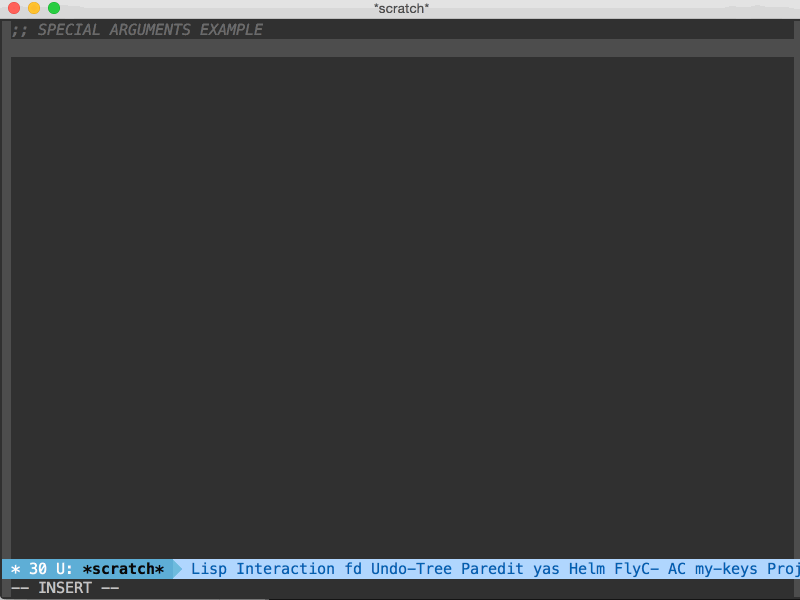 *scratch*
;; SPECIAL ARGUMENTS EXAMPLE
* 30 U: *scratch* Lisp Interaction fd Undo-Tree Paredit yas Helm FlyC- AC my-keys Proj
-- INSERT --